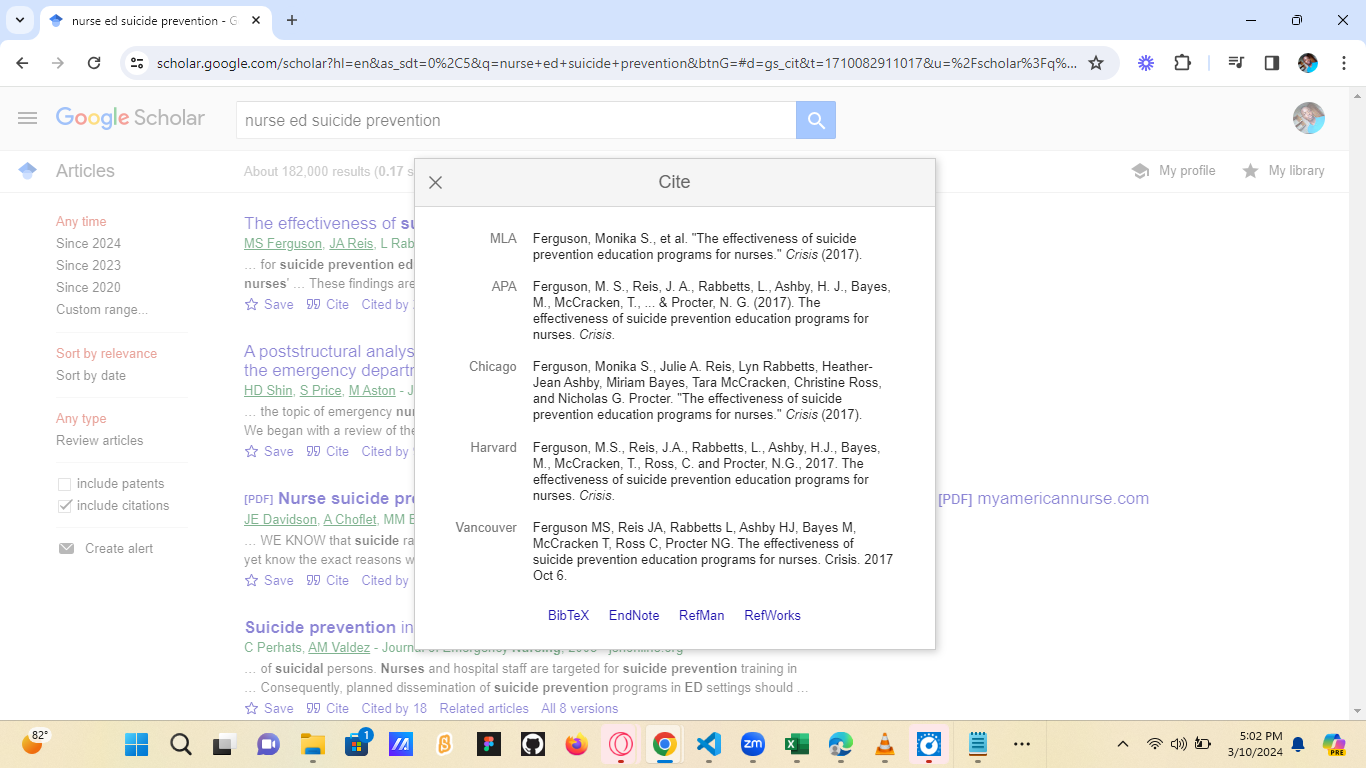 nurse ed suicide prevention - G
scholar.google.com/scholar?hl=en&as_sdt=0%2C5&q=nurse+ed+suicide+prevention&btnG=#d=gs_cit&t=1710082911017&u=%2Fscholar%3Fq%...
Google Scholar
nurse ed suicide prevention
Articles
About 182,000 results (0.17 s
My profile
My library
Any time
Since 2024
Since 2023
Since 2020
Custom range...
Sort by relevance
Sort by date
Any type
Review articles
include patents
include citations
Create alert
The effectiveness of su
MS Ferguson, JA Reis, L Rab
… for suicide prevention ed
nurses' … These findings are
Save Cite Cited by
A poststructural analys
the emergency departm
HD Shin, S Price, M Aston - J
… the topic of emergency nur
We began with a review of the
Save Cite Cited by
[PDF] Nurse suicide pre
JE Davidson, A Choflet, MM B
… WE KNOW that suicide ra
yet know the exact reasons w
Save Cite Cited by
[PDF] myamericannurse.com
Suicide prevention in
C Perhats, AM Valdez - Journal of Emergency Nursing, 2008 - jenonline.org
… of suicidal persons. Nurses and hospital staff are targeted for suicide prevention training in
… Consequently, planned dissemination of suicide prevention programs in ED settings should …
Save Cite Cited by 18 Related articles All 8 versions
Cite
MLA
Ferguson, Monika S., et al. "The effectiveness of suicide
prevention education programs for nurses." Crisis (2017).
APA
Ferguson, M. S., Reis, J. A., Rabbetts, L., Ashby, H. J., Bayes,
M., McCracken, T., ... & Procter, N. G. (2017). The
effectiveness of suicide prevention education programs for
nurses. Crisis.
Chicago
Ferguson, Monika S., Julie A. Reis, Lyn Rabbetts, Heather-
Jean Ashby, Miriam Bayes, Tara McCracken, Christine Ross,
and Nicholas G. Procter. "The effectiveness of suicide
prevention education programs for nurses." Crisis (2017).
Harvard
Ferguson, M.S., Reis, J.A., Rabbetts, L., Ashby, H.J., Bayes,
M., McCracken, T., Ross, C. and Procter, N.G., 2017. The
effectiveness of suicide prevention education programs for
nurses. Crisis.
Vancouver
Ferguson MS, Reis JA, Rabbetts L, Ashby HJ, Bayes M,
McCracken T, Ross C, Procter NG. The effectiveness of
suicide prevention education programs for nurses. Crisis. 2017
Oct 6.
BibTeX EndNote RefMan RefWorks
82°
1
zm
5:02 PM
3/10/2024
PRE